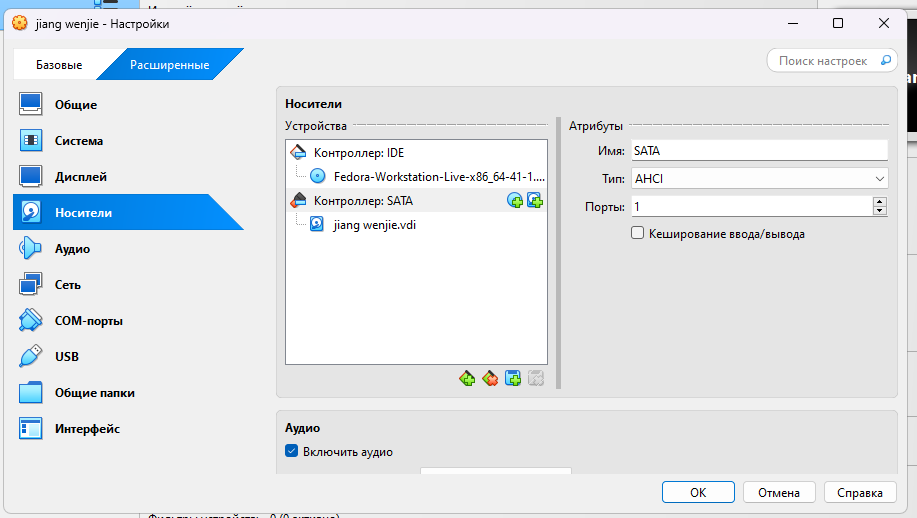 jiang wenjie - Настройки
Базовые
Расширенные
Поиск настроек
Общие
Система
Дисплей
Носители
Аудио
Сеть
COM-порты
USB
Общие папки
Интерфейс
Носители
Устройства
Контроллер: IDE
Fedora-Workstation-Live-x86_64-41-1....
Контроллер: SATA
jiang wenjie.vdi
Атрибуты
Имя: SATA
Тип: AHCI
Порты: 1
Кеширование ввода/вывода
Аудио
Включить аудио
OK
Отмена
Справка